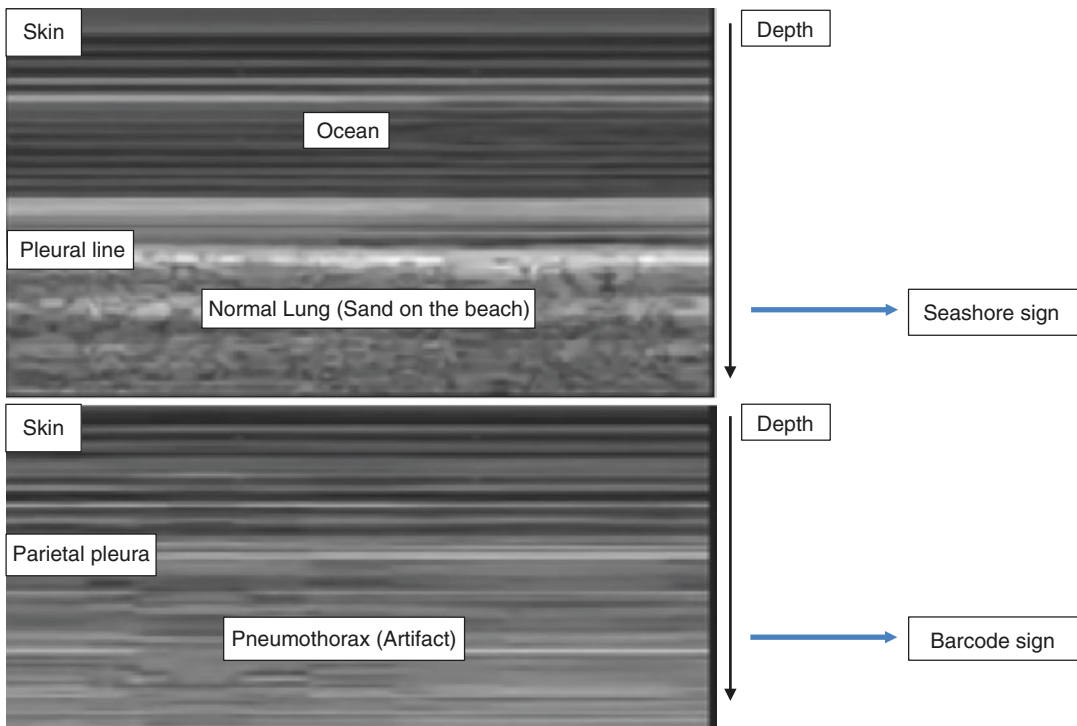 Skin
Depth
Ocean
Pleural line
Normal Lung (Sand on the beach)
Seashore sign
Skin
Depth
Parietal pleura
Pneumothorax (Artifact)
Barcode sign